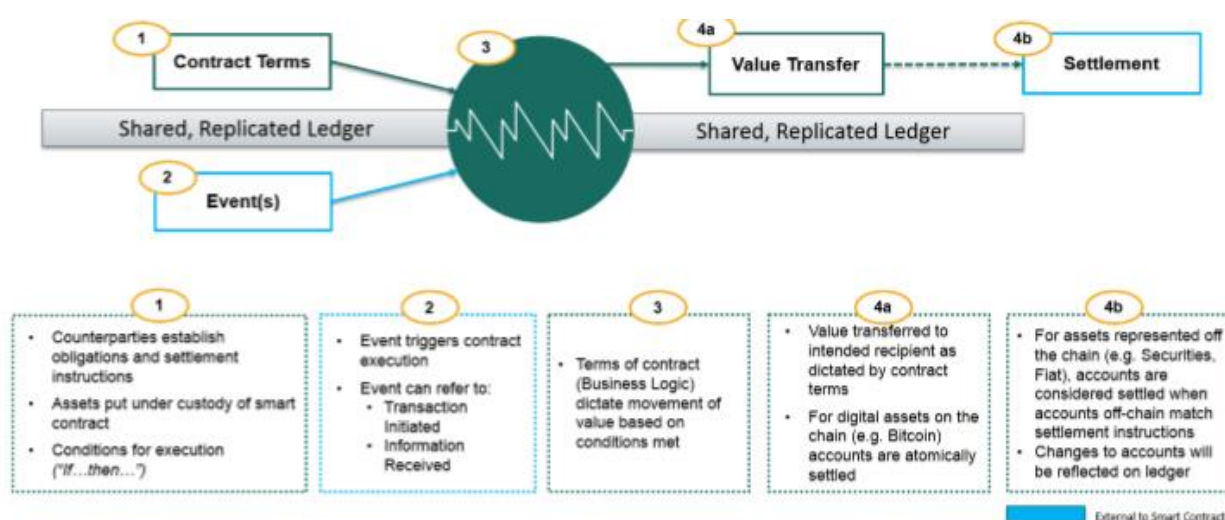 1
Contract Terms
3
4a
Value Transfer
4b
Settlement
Shared, Replicated Ledger
Shared, Replicated Ledger
2
Event(s)
1
• Counterparties establish
obligations and settlement
instructions
• Assets put under custody of smart
contract
• Conditions for execution
("If…then…")
2
• Event triggers contract
execution
• Event can refer to:
• Transaction
Initiated
• Information
Received
3
• Terms of contract
(Business Logic)
dictate movement of
value based on
conditions met
4a
• Value transferred to
intended recipient as
dictated by contract
terms
• For digital assets on the
chain (e.g. Bitcoin)
accounts are atomically
settled
4b
• For assets represented off
the chain (e.g. Securities,
Fiat), accounts are
considered settled when
accounts off-chain match
settlement instructions
• Changes to accounts will
be reflected on ledger
External to Smart Contract